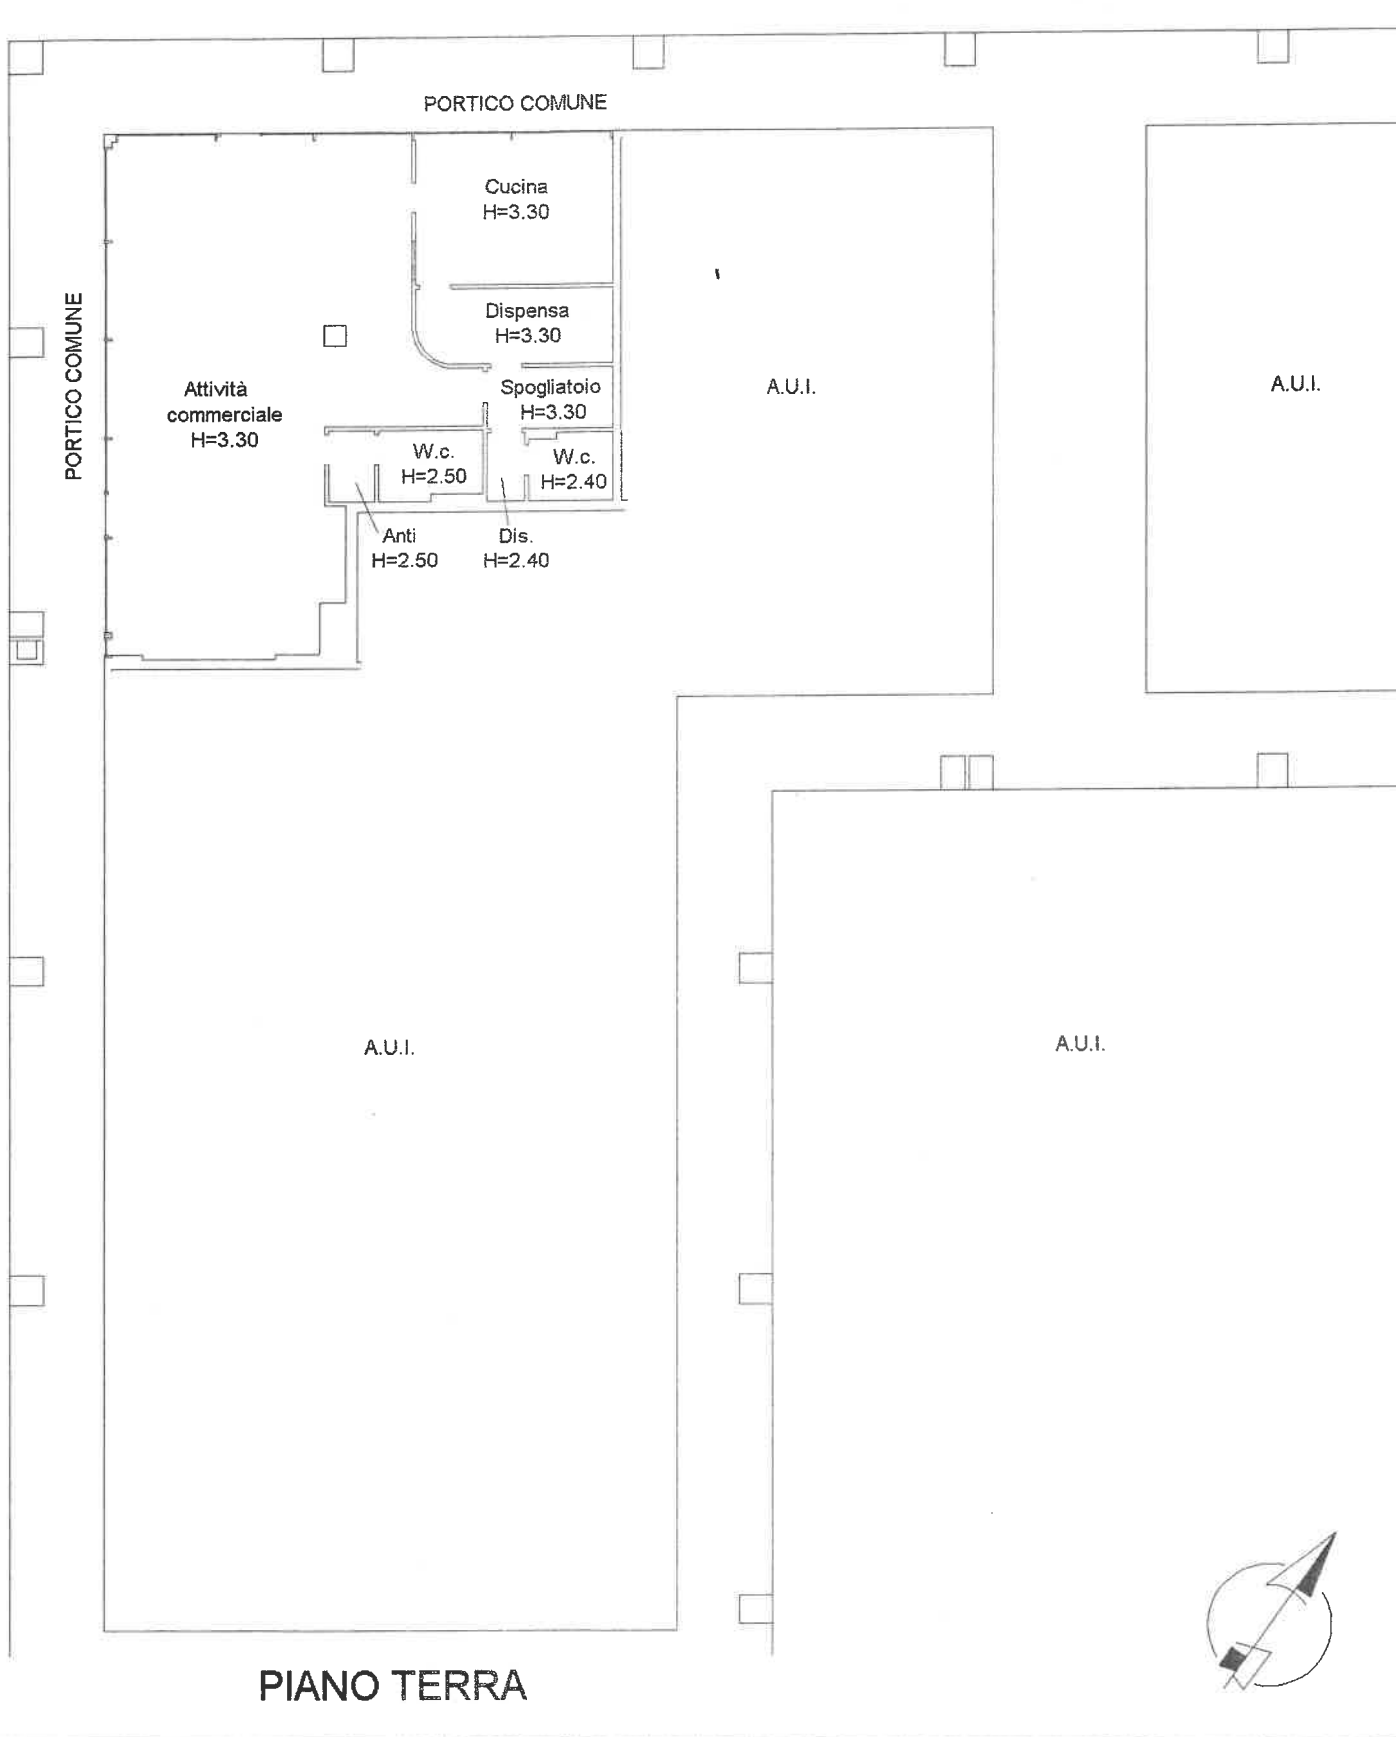 PORTICO COMUNE
Cucina
H=3.30
PORTICO COMUNE
Dispensa
H=3.30
Attività
commerciale
H=3.30
Spogliatoio
H=3.30
A.U.I.
A.U.I.
W.c.
H=2.50
W.c.
H=2.40
Anti
H=2.50
Dis.
H=2.40
A.U.I.
A.U.I.
PIANO TERRA